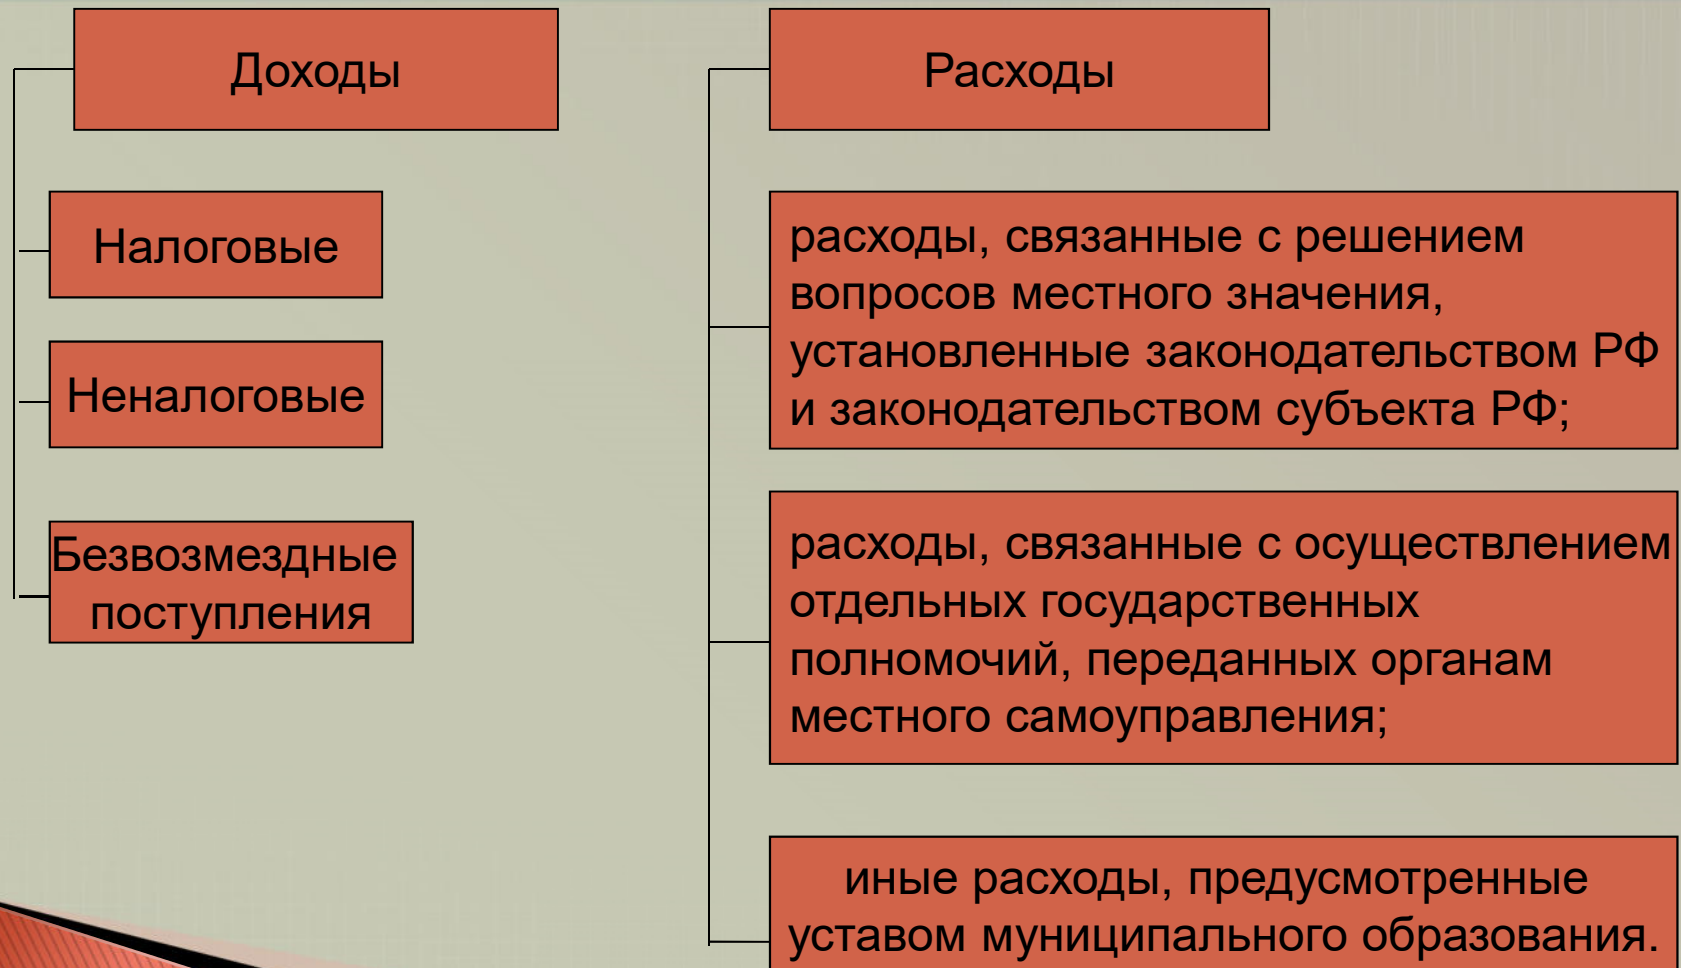 Доходы
Налоговые
Неналоговые
Безвозмездные
поступления
Расходы
расходы, связанные с решением
вопросов местного значения,
установленные законодательством РФ
и законодательством субъекта РФ;
расходы, связанные с осуществлением
отдельных государственных
полномочий, переданных органам
местного самоуправления;
иные расходы, предусмотренные
уставом муниципального образования.